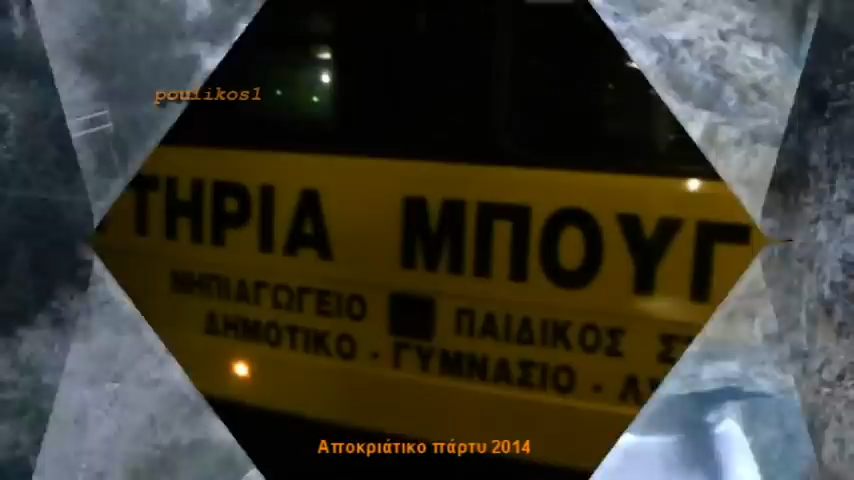 poulikos1
ΤΗΡΙΑ ΜΠΟΥΓ
ΝΗΠΙΑΓΩΓΕΙΟ ΠΑΙΔΙΚΟΣ Σ
ΔΗΜΟΤΙΚΟ - ΓΥΜΝΑΣΙΟ - Λ
Αποκριάτικο πάρτυ 2014